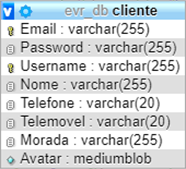 evr_db cliente
Email : varchar(255)
Password : varchar(255)
Username : varchar(255)
Nome : varchar(255)
Telefone : varchar(20)
Telemovel : varchar(20)
Morada : varchar(255)
Avatar : mediumblob